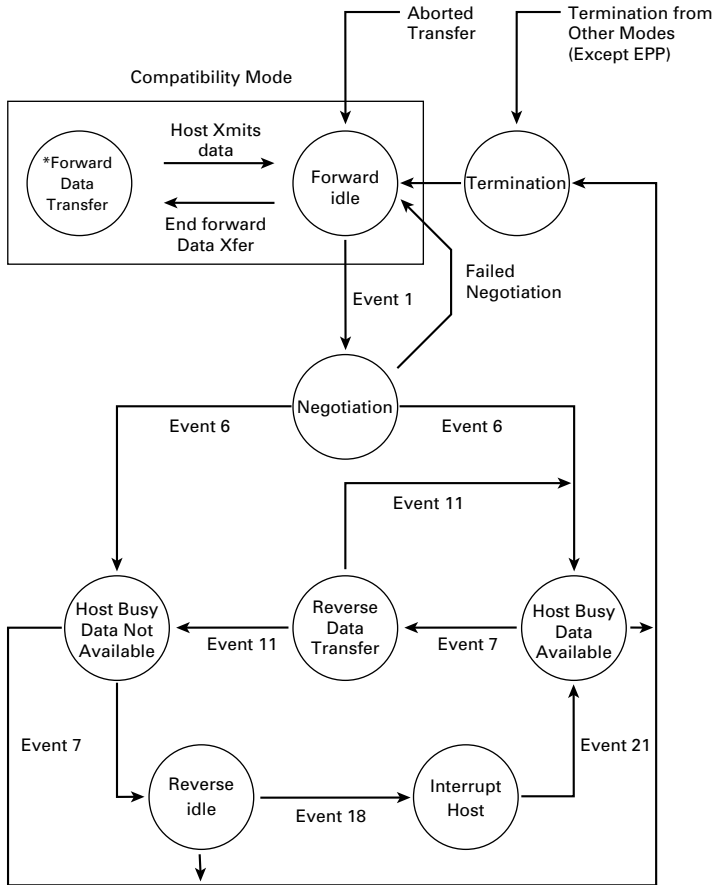 Aborted
Transfer
Termination from
Other Modes
(Except EPP)
Compatibility Mode
*Forward
Data
Transfer
Host Xmits
data
End forward
Data Xfer
Forward
idle
Termination
Failed
Negotiation
Event 1
Negotiation
Event 6
Event 6
Event 11
Host Busy
Data Not
Available
Event 11
Reverse
Data
Transfer
Event 7
Host Busy
Data
Available
Event 7
Event 21
Reverse
idle
Event 18
Interrupt
Host